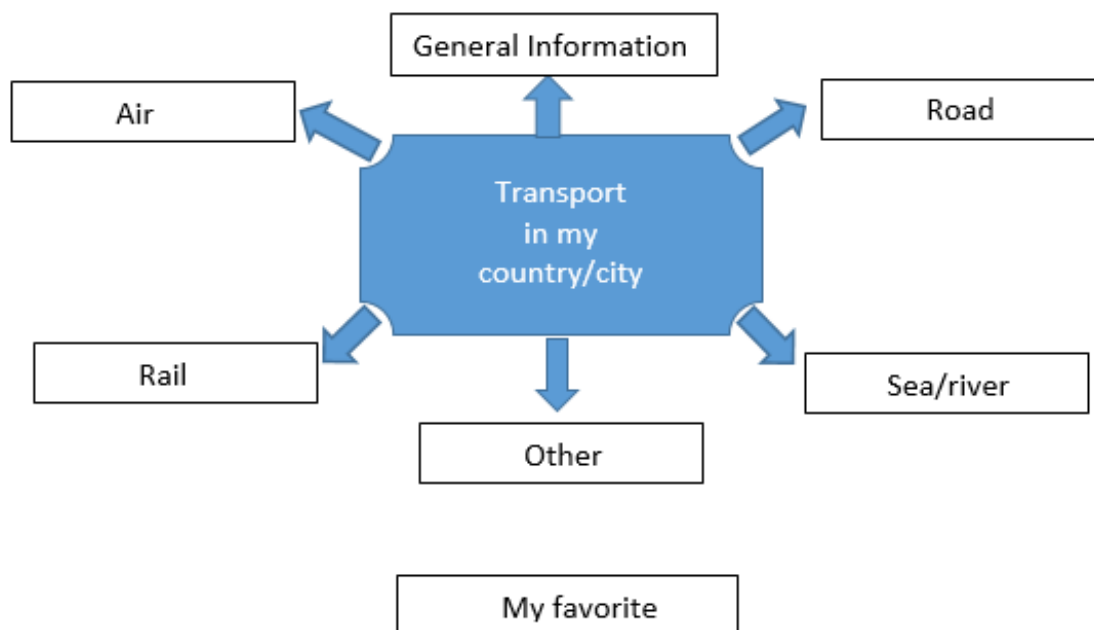 General Information
Air
Road
Transport
in my
country/city
Rail
Sea/river
Other
My favorite